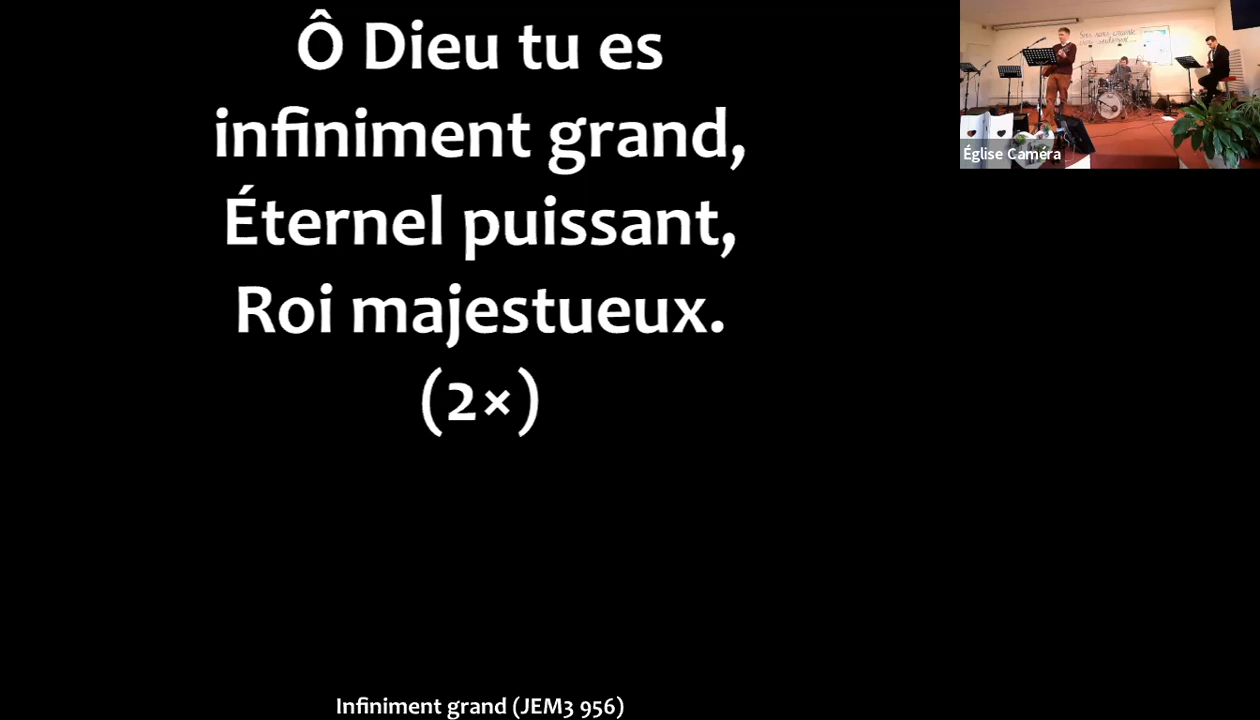 Ô Dieu tu es
infiniment grand,
Éternel puissant,
Roi majestueux.
(2×)
Infiniment grand (JEM3 956)
Église Caméra